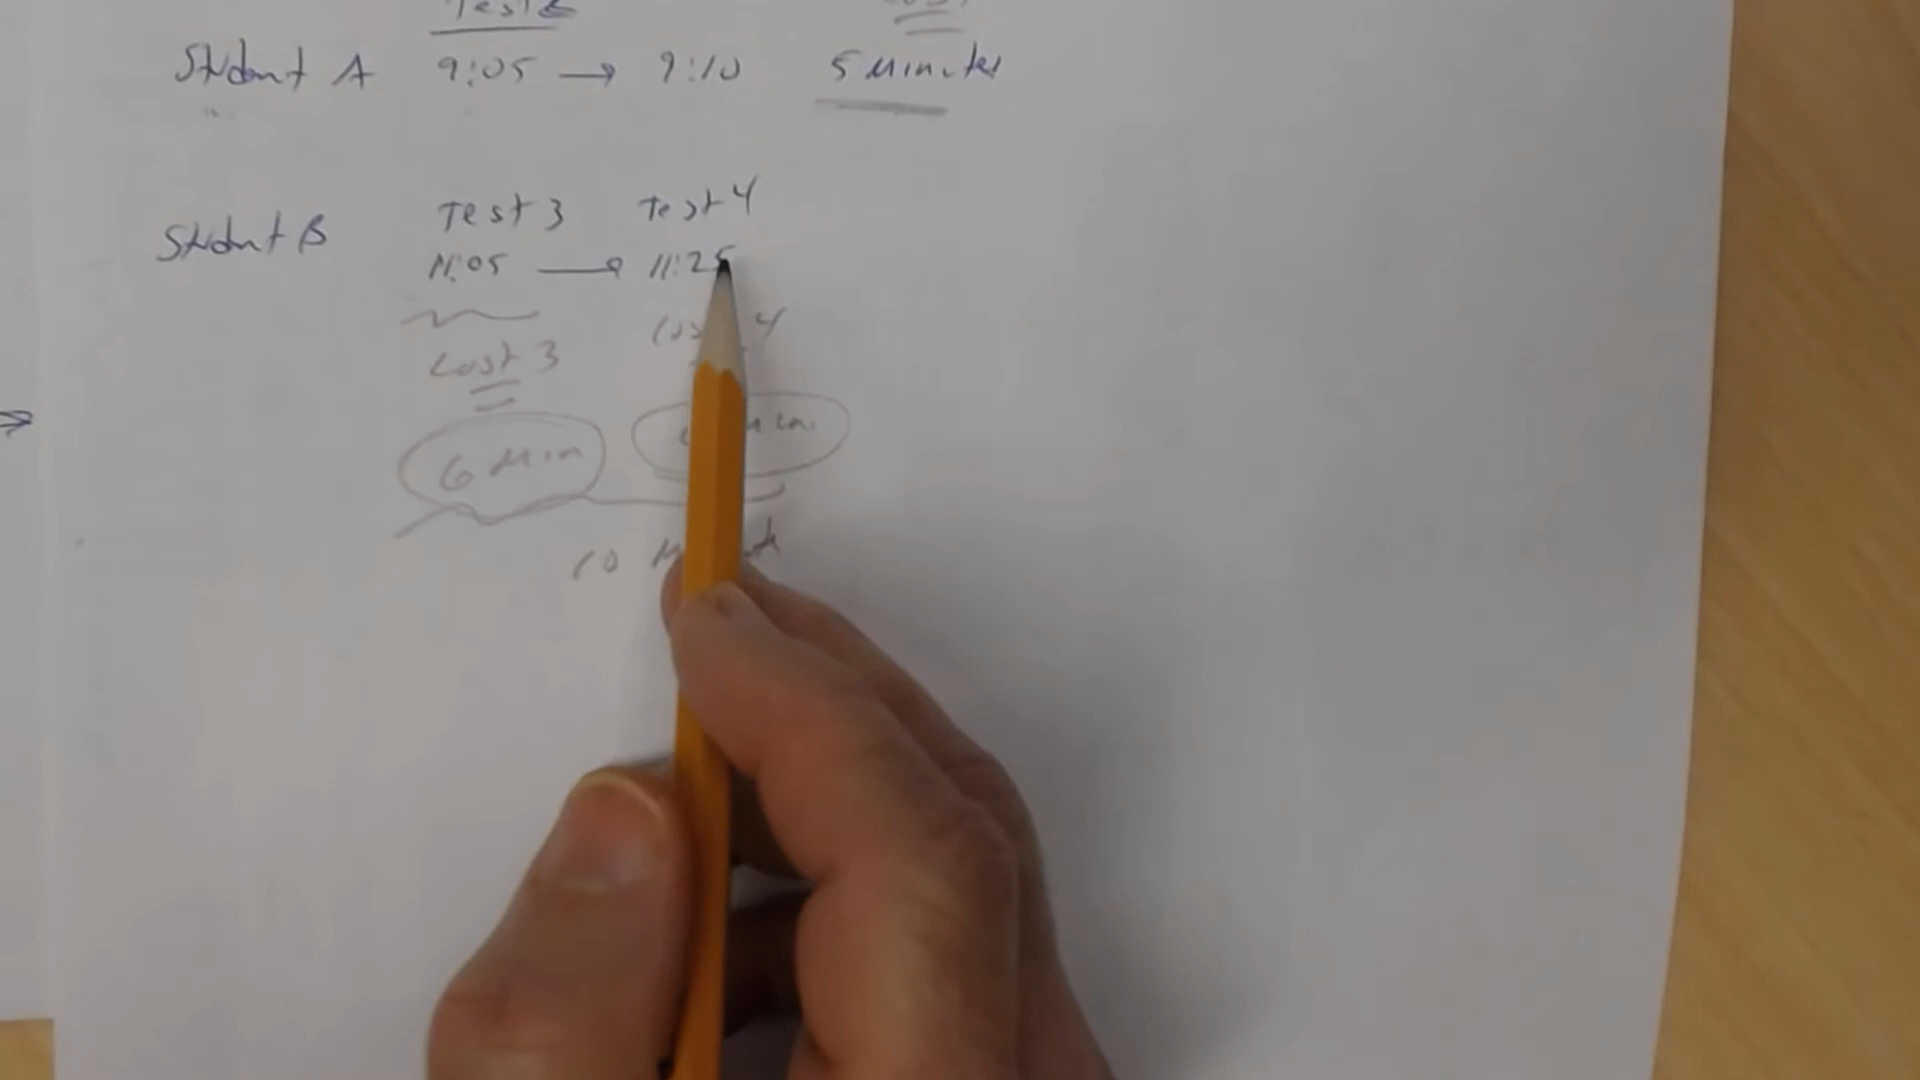 Student A 9:05 → 9:10 5 Minutes
Test 3 Test 4
Student B
11:05 → 11:25
Lost 3 4
6 Min
10